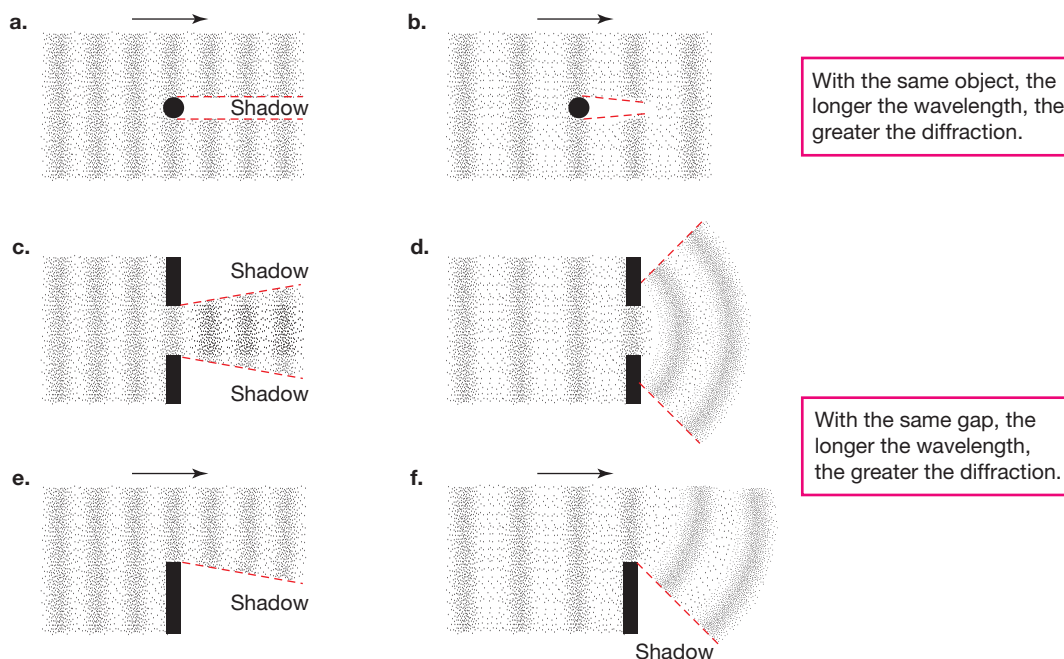 a.
Shadow
b.
With the same object, the
longer the wavelength, the
greater the diffraction.
c.
Shadow
Shadow
d.
With the same gap, the
longer the wavelength,
the greater the diffraction.
e.
Shadow
f.
Shadow